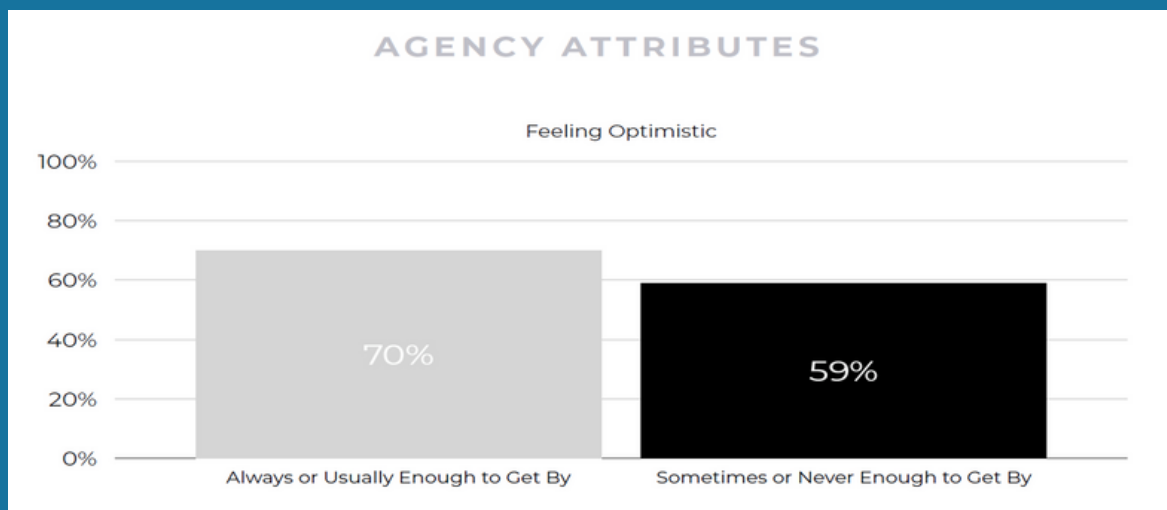 AGENCY ATTRIBUTES
Feeling Optimistic
100%
80%
60%
40%
20%
0%
70%
59%
Always or Usually Enough to Get By
Sometimes or Never Enough to Get By